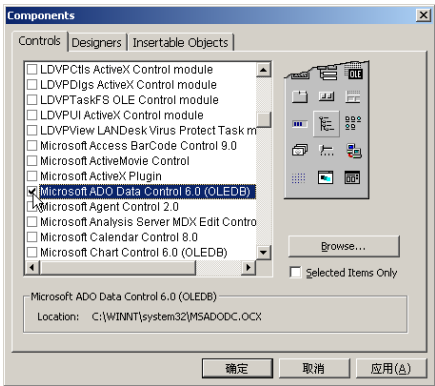 Components
Controls Designers Insertable Objects
LDVPCtls ActiveX Control module
LDVPDlgs ActiveX Control module
LDVPTaskFS OLE Control module
LDVPUI ActiveX Control module
LDVPView LANDesk Virus Protect Task m
Microsoft Access BarCode Control 9.0
Microsoft ActiveMovie Control
Microsoft ActiveX Plugin
Microsoft ADO Data Control 6.0 (OLEDB)
Microsoft Agent Control 2.0
Microsoft Analysis Server MDX Edit Contro
Microsoft Calendar Control 8.0
Microsoft Chart Control 6.0 (OLEDB)
OLE
Browse...
Selected Items Only
Microsoft ADO Data Control 6.0 (OLEDB)
Location: C:\WINNT\system32\MSADODC.OCX
确定 取消 应用(A)